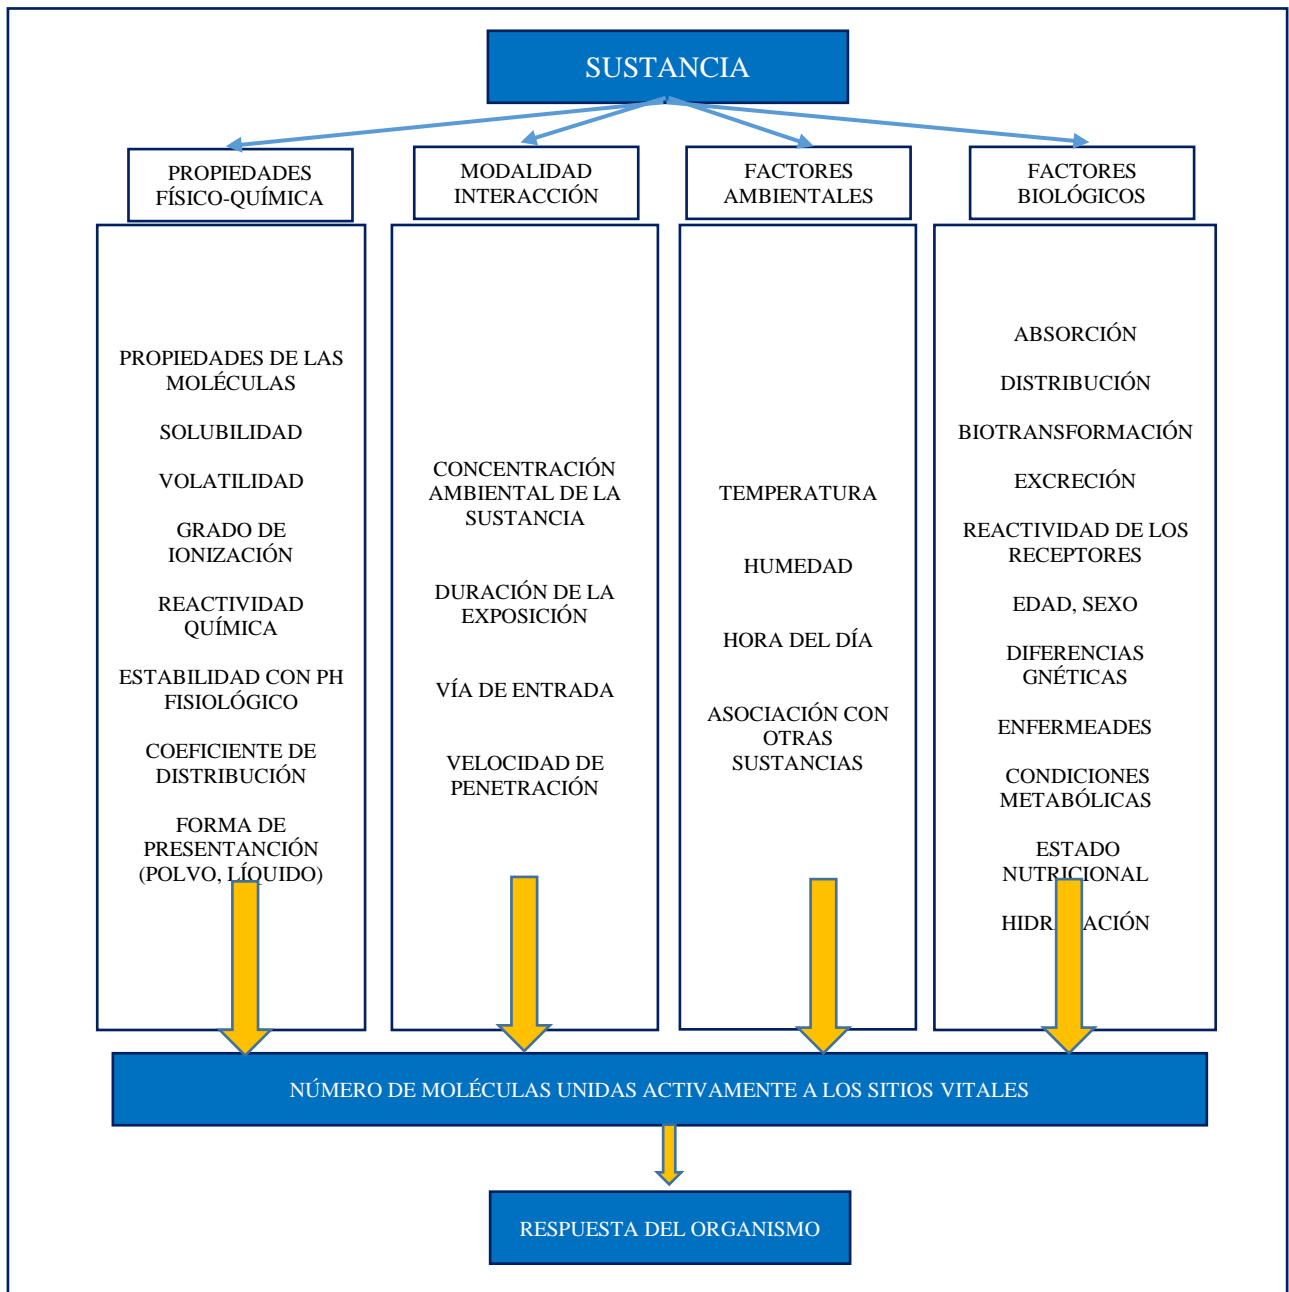 SUSTANCIA
PROPIEDADES
FÍSICO-QUÍMICA
MODALIDAD
INTERACCIÓN
FACTORES
AMBIENTALES
FACTORES
BIOLÓGICOS
PROPIEDADES DE LAS
MOLÉCULAS
SOLUBILIDAD
VOLATILIDAD
GRADO DE
IONIZACIÓN
REACTIVIDAD
QUÍMICA
ESTABILIDAD CON PH
FISIOLÓGICO
COEFICIENTE DE
DISTRIBUCIÓN
FORMA DE
PRESENTANCIÓN
(POLVO, LÍQUIDO)
CONCENTRACIÓN
AMBIENTAL DE LA
SUSTANCIA
DURACIÓN DE LA
EXPOSICIÓN
VÍA DE ENTRADA
VELOCIDAD DE
PENETRACIÓN
TEMPERATURA
HUMEDAD
HORA DEL DÍA
ASOCIACIÓN CON
OTRAS
SUSTANCIAS
ABSORCIÓN
DISTRIBUCIÓN
BIOTRANSFORMACIÓN
EXCRECIÓN
REACTIVIDAD DE LOS
RECEPTORES
EDAD, SEXO
DIFERENCIAS
GNÉTICAS
ENFERMEADES
CONDICIONES
METABÓLICAS
ESTADO
NUTRICIONAL
HIDRATACIÓN
NÚMERO DE MOLÉCULAS UNIDAS ACTIVAMENTE A LOS SITIOS VITALES
RESPUESTA DEL ORGANISMO